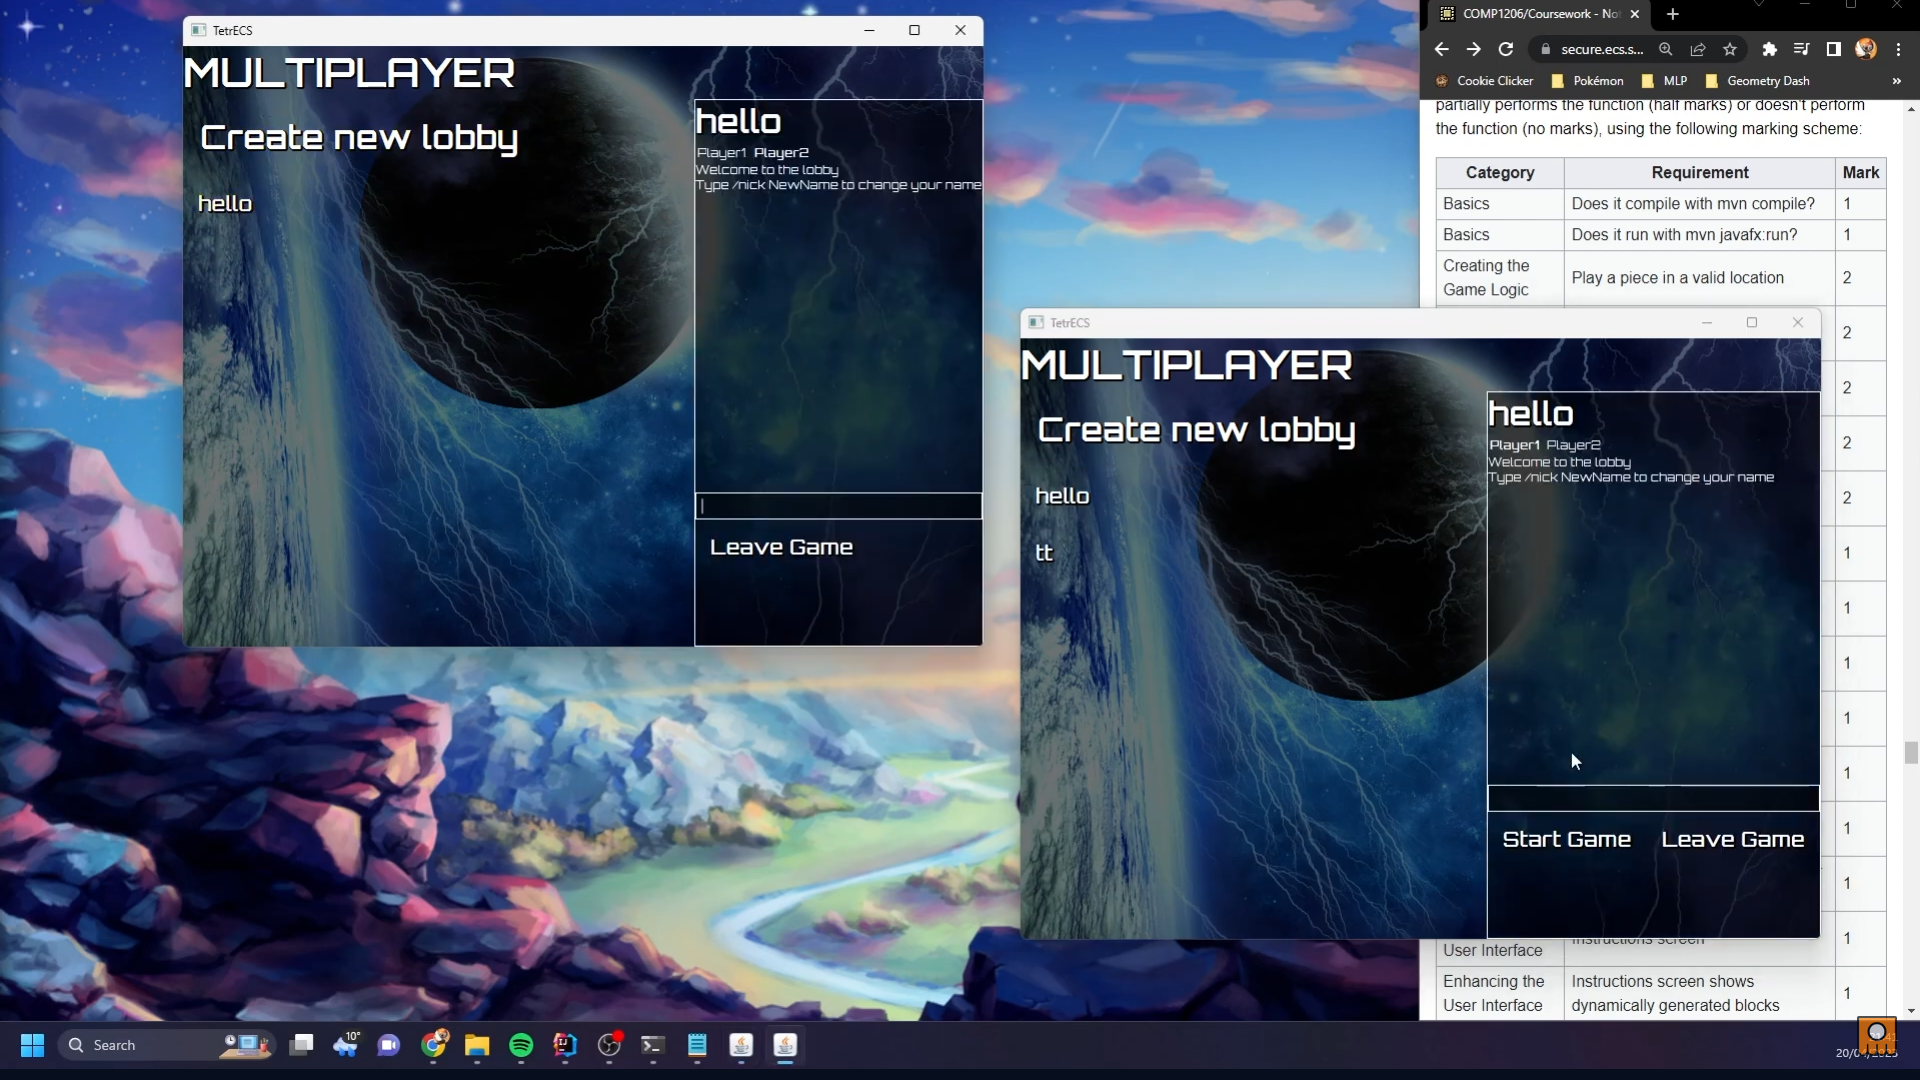 TetrECS
MULTIPLAYER
Create new lobby
hello
hello
Player1 Player2
Welcome to the lobby
Type /nick NewName to change your name
Leave Game
TetrECS
MULTIPLAYER
Create new lobby
hello
tt
hello
Player1 Player2
Welcome to the lobby
Type /nick NewName to change your name
Start Game Leave Game
COMP1206/Coursework - No
secure.ecs.s...
Cookie Clicker Pokémon MLP Geometry Dash »
partially performs the function (half marks) or doesn't perform
the function (no marks), using the following marking scheme:
Category Requirement Mark
Basics Does it compile with mvn compile? 1
Basics Does it run with mvn javafx:run? 1
Creating the
Game Logic Play a piece in a valid location 2
2
2
2
2
1
1
1
1
1
1
1
User Interface Instructions screen 1
Enhancing the
User Interface Instructions screen shows
dynamically generated blocks 1
Search
10°